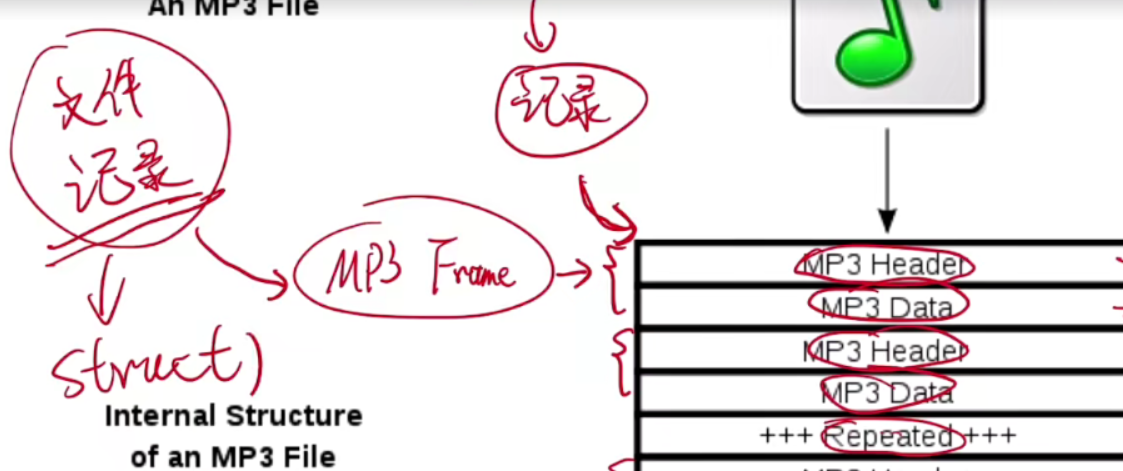 An MP3 File
文件
记录
记录
MP3 Frame
struct)
MP3 Header
MP3 Data
MP3 Header
MP3 Data
+++ Repeated +++
Internal Structure
of an MP3 File